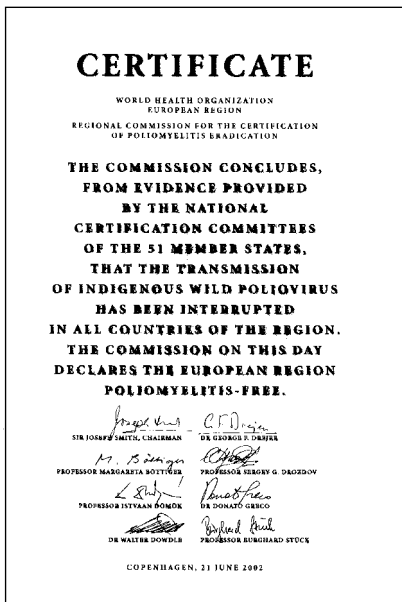 CERTIFICATE
WORLD HEALTH ORGANIZATION
EUROPEAN REGION
REGIONAL COMMISSION FOR THE CERTIFICATION
OF POLIOMYELITIS ERADICATION
THE COMMISSION CONCLUDES,
FROM EVIDENCE PROVIDED
BY THE NATIONAL
CERTIFICATION COMMITTEES
OF THE 51 MEMBER STATES,
THAT THE TRANSMISSION
OF INDIGENOUS WILD POLIOVIRUS
HAS BEEN INTERRUPTED
IN ALL COUNTRIES OF THE REGION.
THE COMMISSION ON THIS DAY
DECLARES THE EUROPEAN REGION
POLIOMYELITIS-FREE.
SIR JOSEPH SMITH, CHAIRMAN DR GEORGE F. DREJER
PROFESSOR MARGARETA BÖTTIGER PROFESSOR SERGEY G. DROZDOV
PROFESSOR ISTVAAN DOMOK DR DONATO GRECO
DR WALTER DOWDLE PROFESSOR BURGHARD STÜCK
COPENHAGEN, 21 JUNE 2002